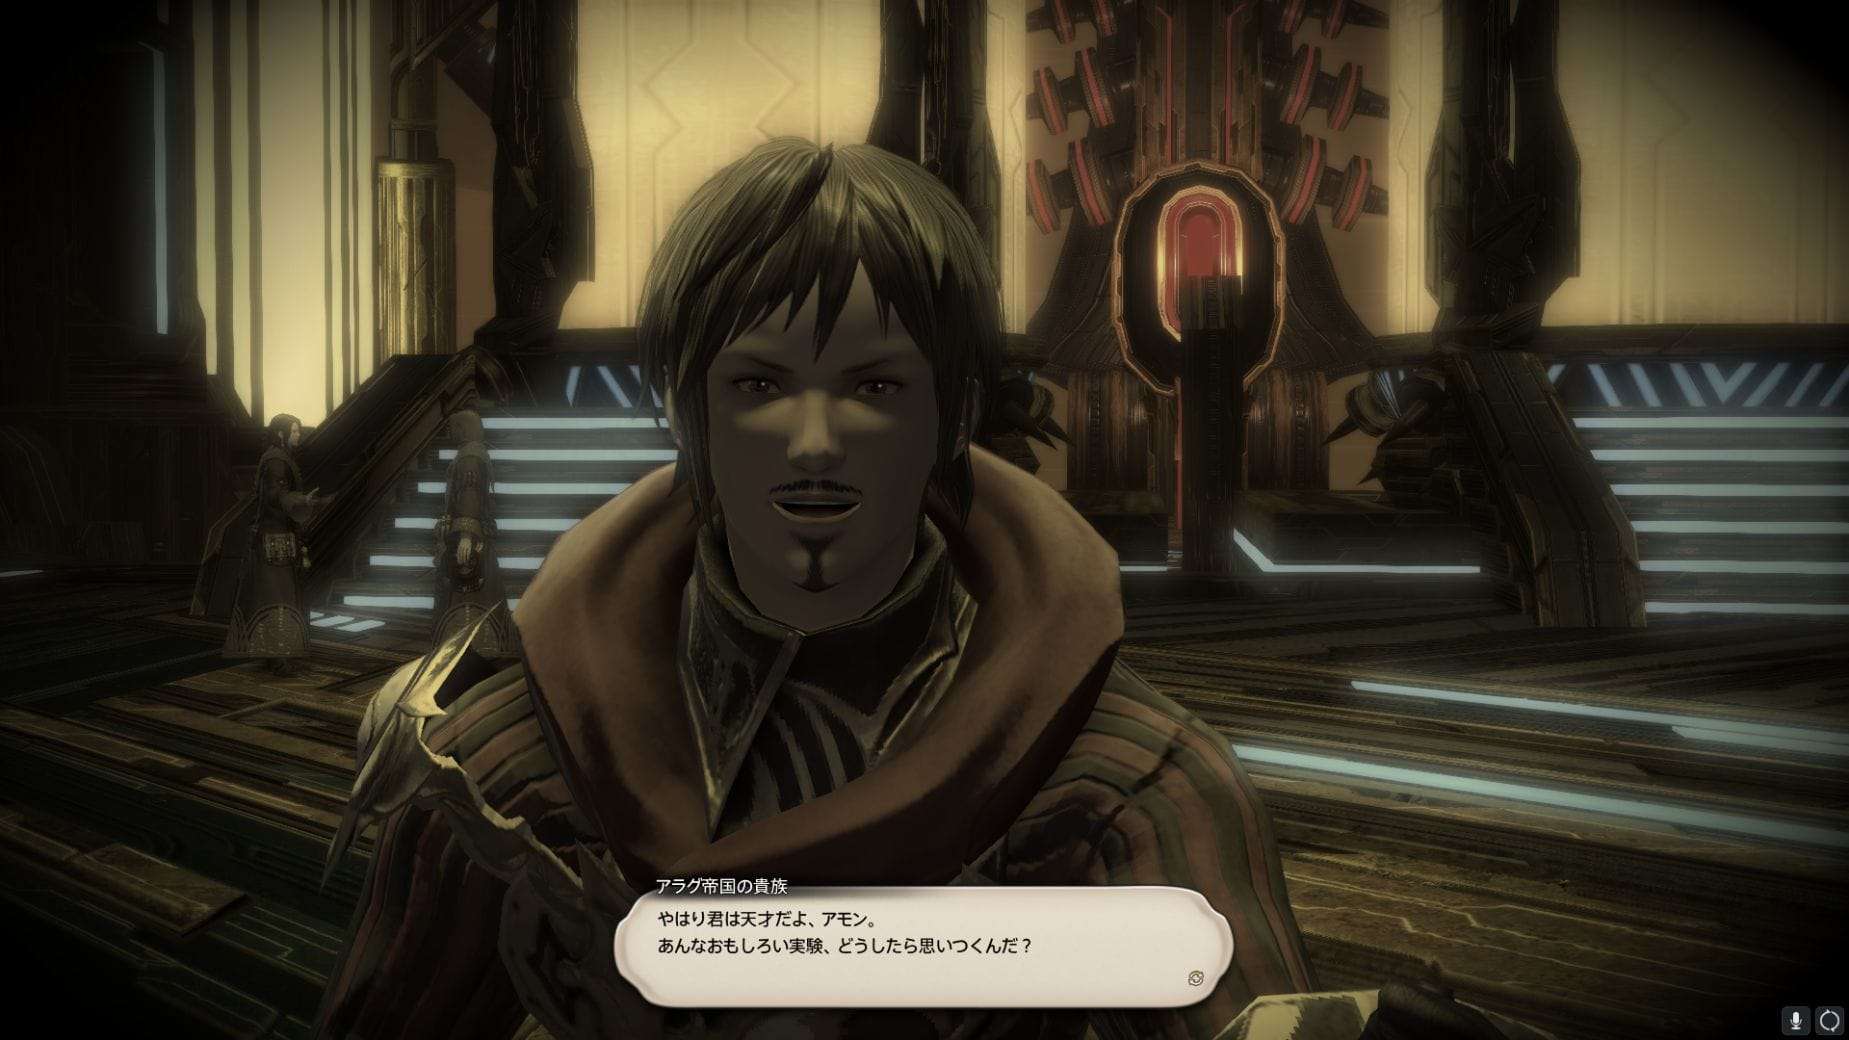 アラグ帝国の貴族
やはり君は天才だよ、アモン。
あんなおもしろい実験、どうしたら思いつくんだ？